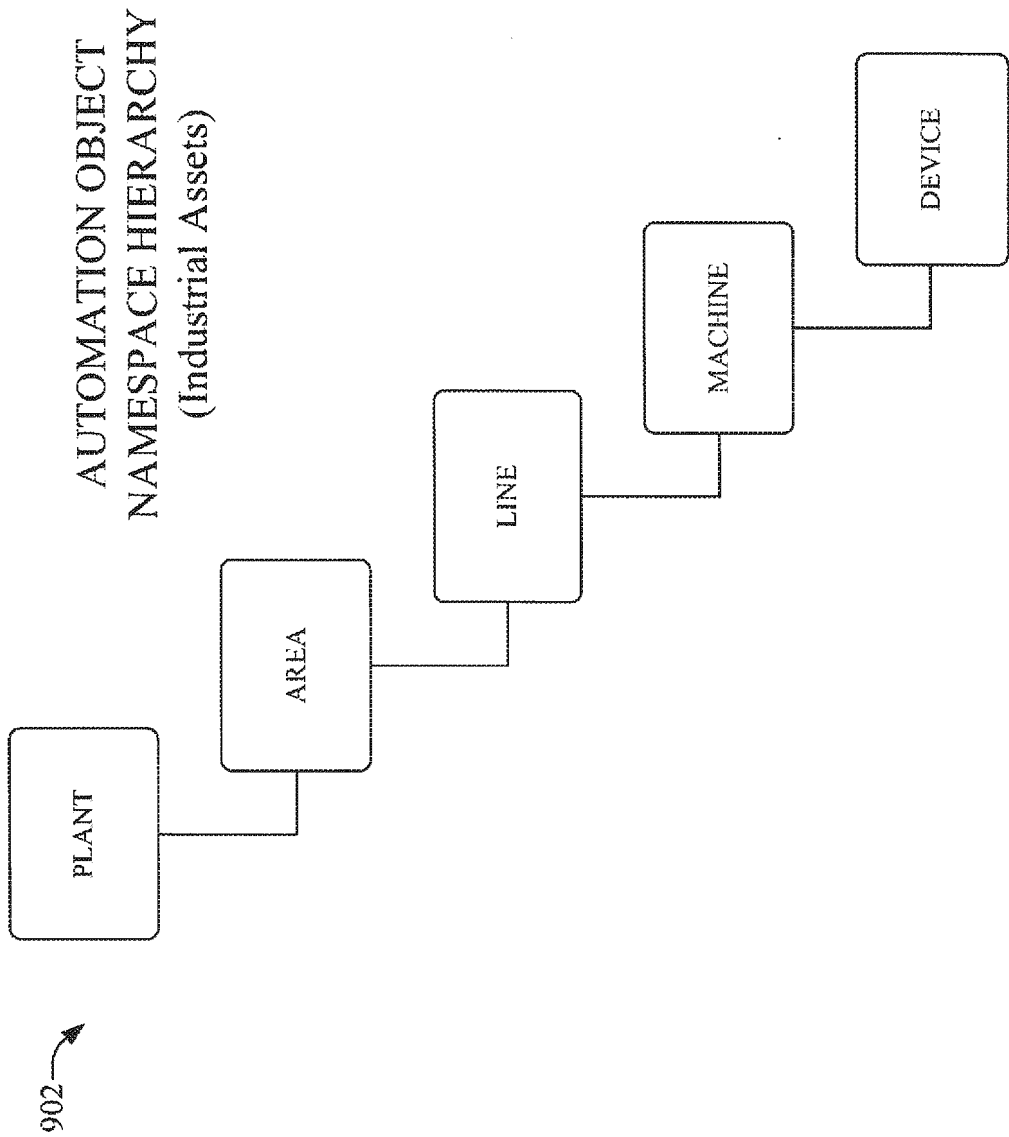 902
AUTOMATION OBJECT
NAMESPACE HIERARCHY
(Industrial Assets)
PLANT
AREA
LINE
MACHINE
DEVICE